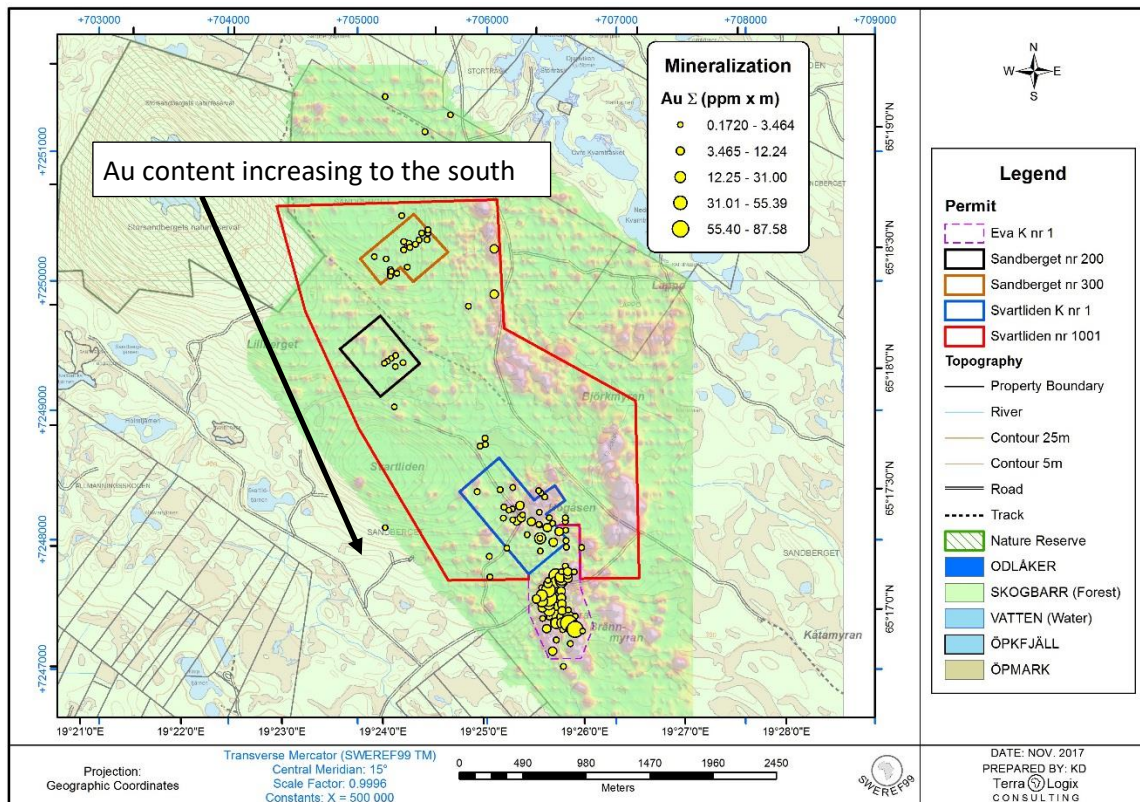 +703000 +704000 +705000 +706000 +707000 +708000 +709000
N
W E
S
Mineralization
Au Σ (ppm x m)
0.1720 - 3.464
3.465 - 12.24
12.25 - 31.00
31.01 - 55.39
55.40 - 87.58
Au content increasing to the south
STORTRÄSK
Storsandbergets naturreservat
Storsandbergets naturreservat
Lillberget
Björkmyran
Svartliden
SANDBERGET
SANDBERGET
Brännmyran
Kåtamyran
+7251000
+7250000
+7249000
+7248000
+7247000
65°19'0"N
65°18'30"N
65°18'0"N
65°17'30"N
65°17'0"N
19°21'0"E 19°22'0"E 19°23'0"E 19°24'0"E 19°25'0"E 19°26'0"E 19°27'0"E 19°28'0"E
Legend
Permit
Eva K nr 1
Sandberget nr 200
Sandberget nr 300
Svartliden K nr 1
Svartliden nr 1001
Topography
Property Boundary
River
Contour 25m
Contour 5m
Road
Track
Nature Reserve
ODLÅKER
SKOGBARR (Forest)
VATTEN (Water)
ÖPKFJÄLL
ÖPMARK
Projection:
Geographic Coordinates
Transverse Mercator (SWEREF99 TM)
Central Meridian: 15°
Scale Factor: 0.9996
Constants: X = 500 000
0 490 980 1470 1960 2450
Meters
SWEREF99
DATE: NOV. 2017
PREPARED BY: KD
Terra Logix
CONSULTING